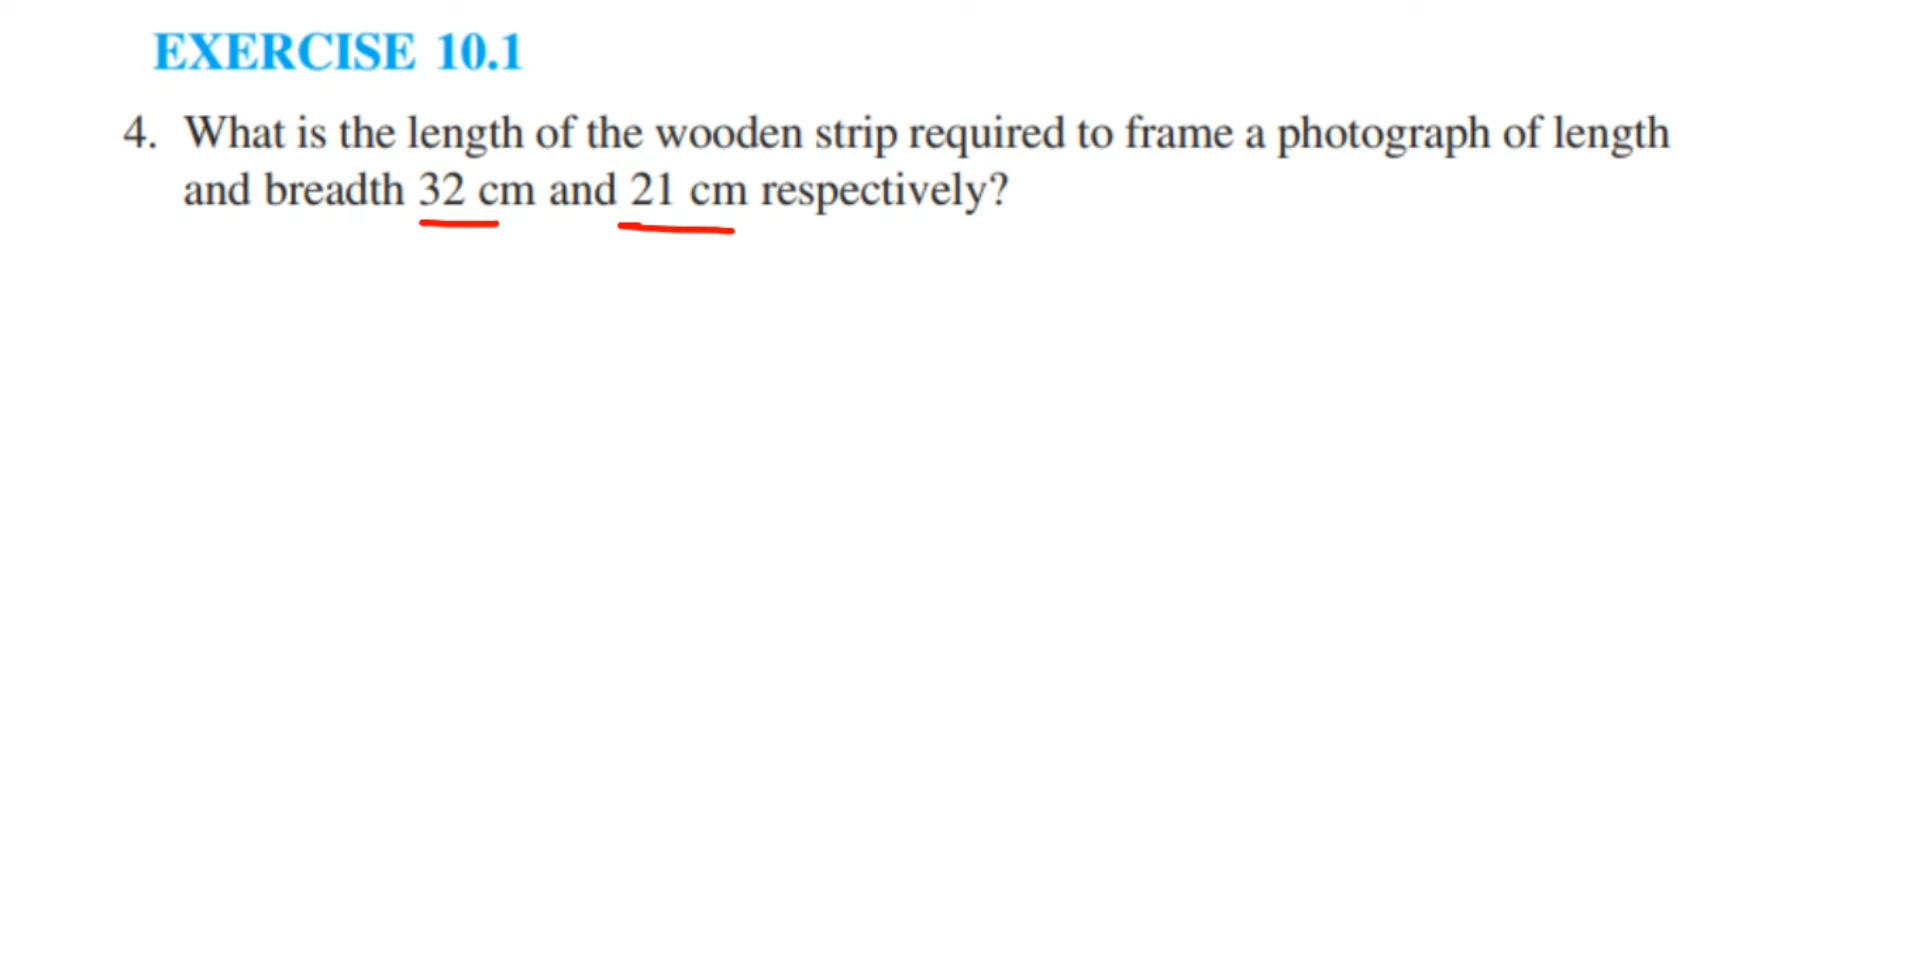 EXERCISE 10.1
4. What is the length of the wooden strip required to frame a photograph of length
and breadth 32 cm and 21 cm respectively?